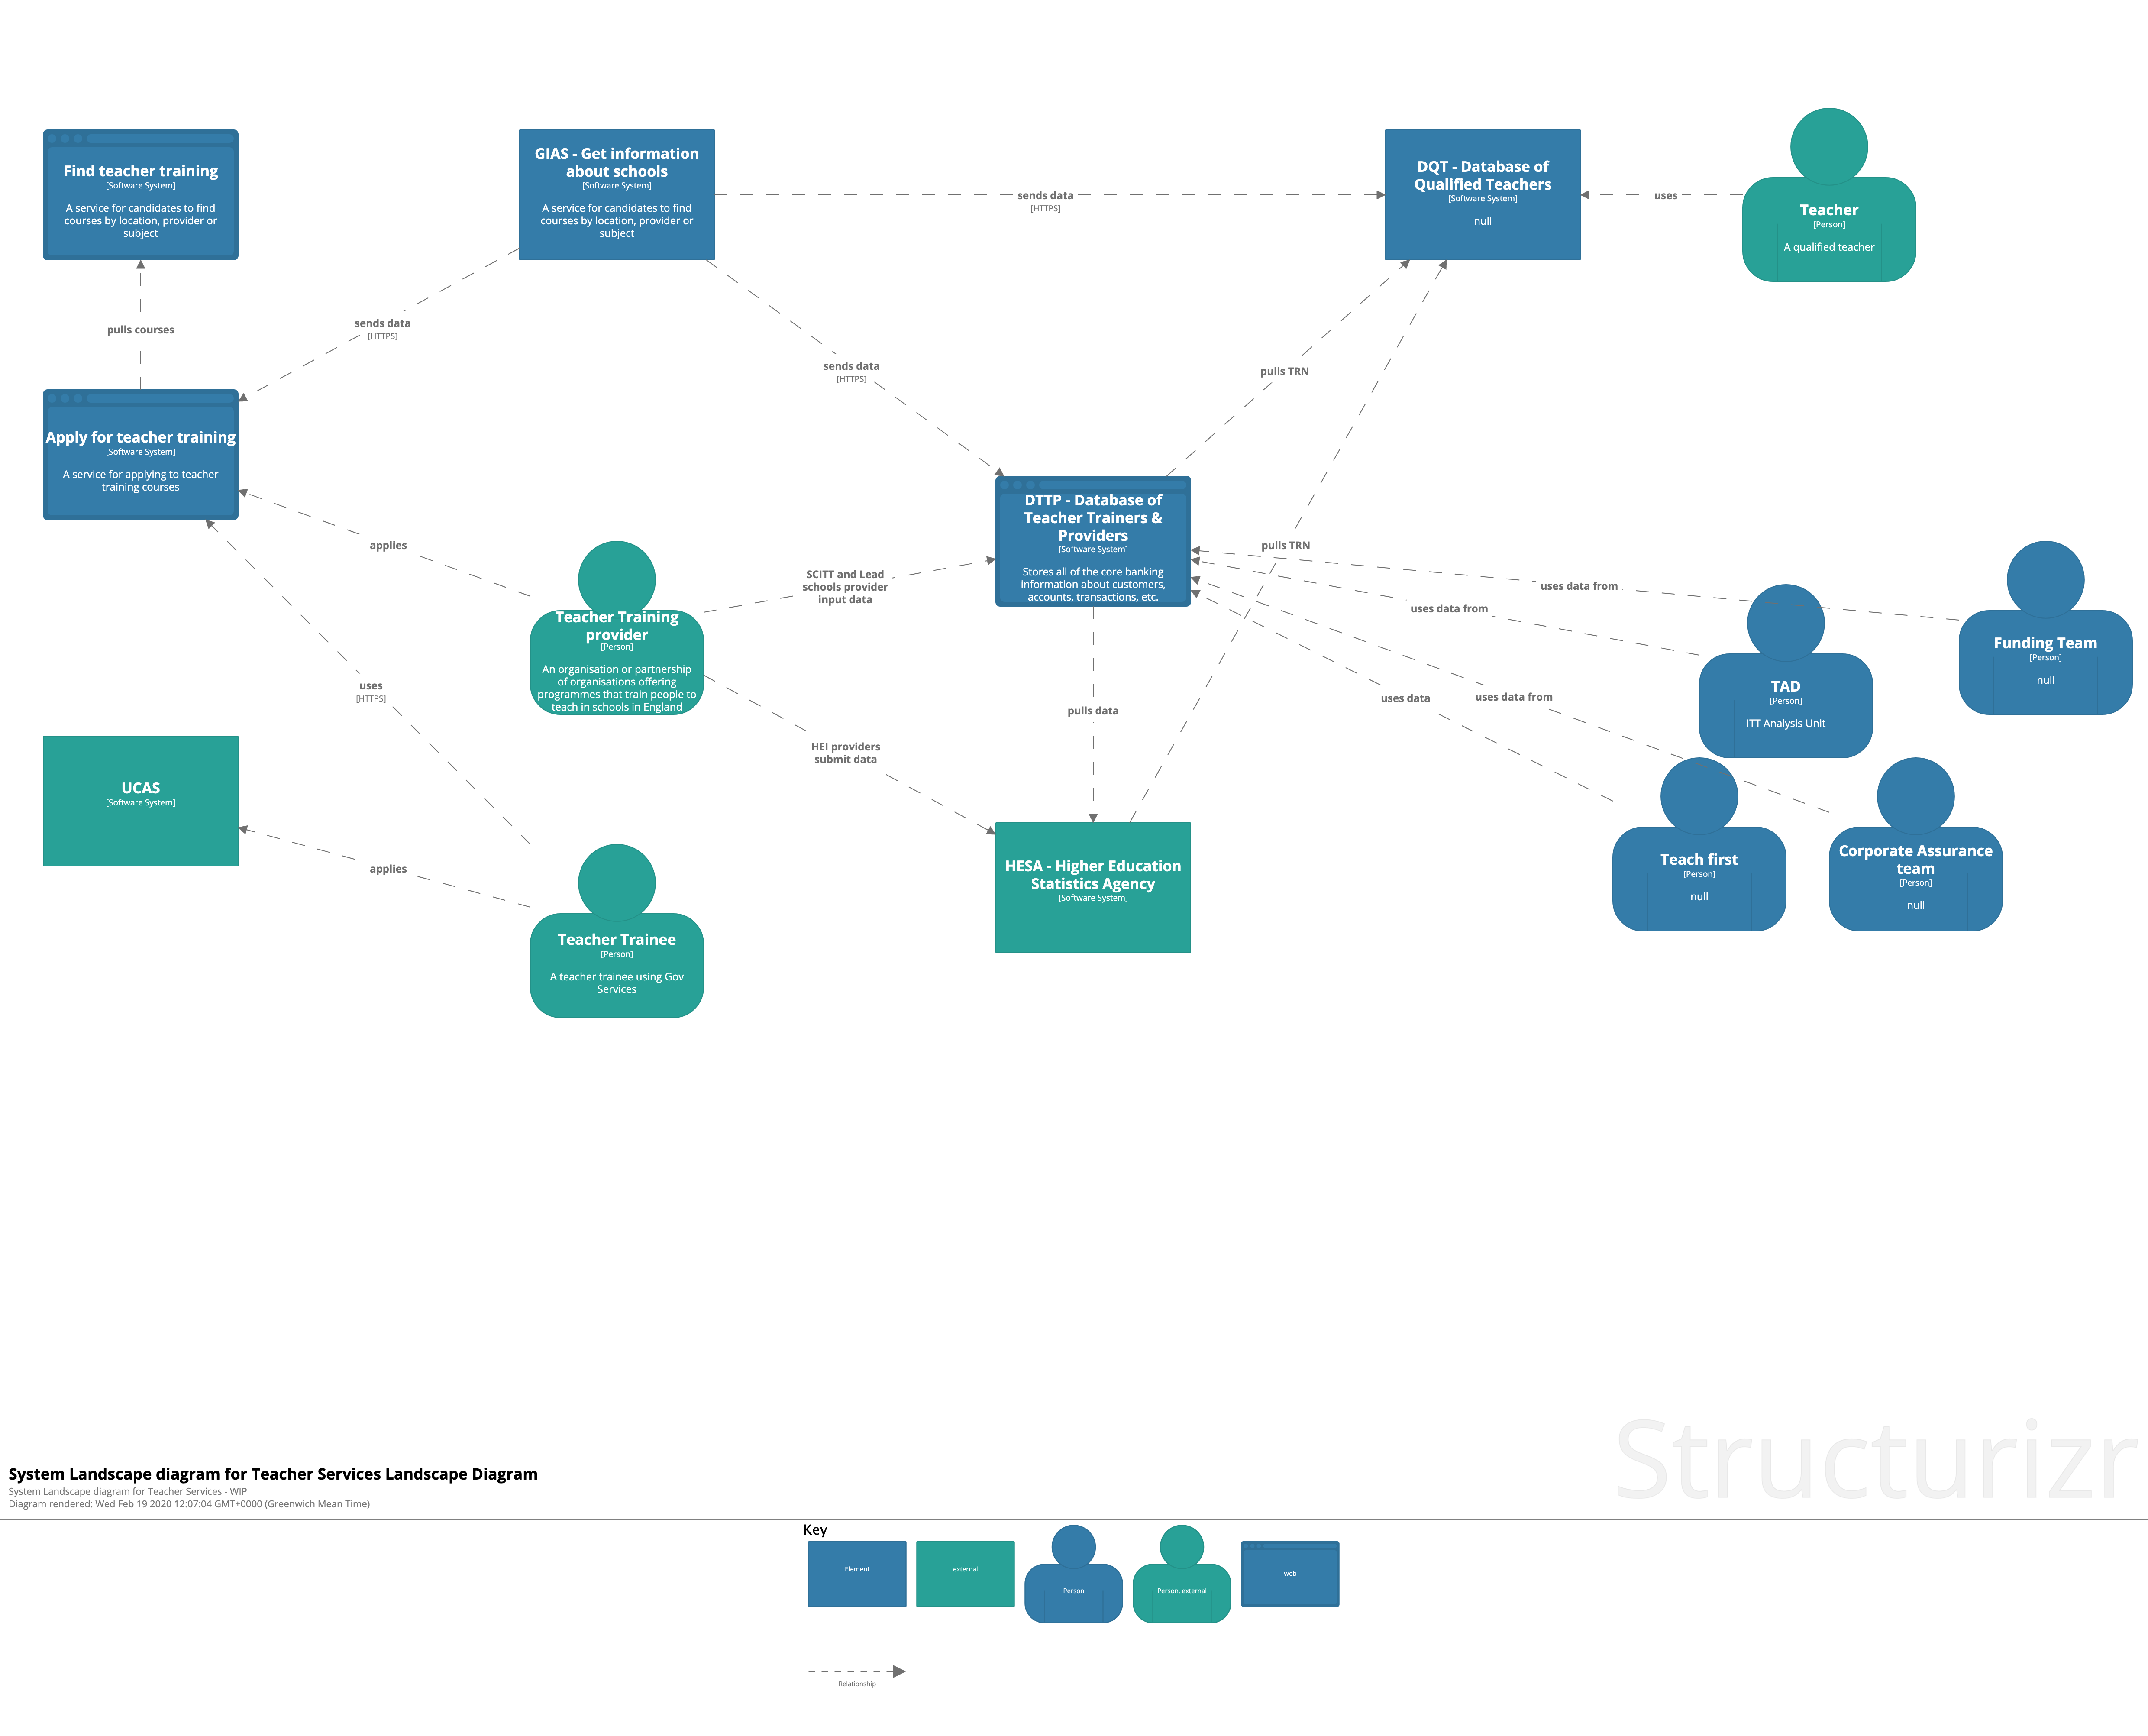 Find teacher training
[Software System]
A service for candidates to find
courses by location, provider or
subject
GIAS - Get information
about schools
[Software System]
A service for candidates to find
courses by location, provider or
subject
DQT - Database of
Qualified Teachers
[Software System]
null
Teacher
[Person]
A qualified teacher
sends data
[HTTPS]
uses
pulls courses
sends data
[HTTPS]
sends data
[HTTPS]
pulls TRN
Apply for teacher training
[Software System]
A service for applying to teacher
training courses
DTTP - Database of
Teacher Trainers &
Providers
[Software System]
Stores all of the core banking
information about customers,
accounts, transactions, etc.
applies
SCITT and Lead
schools provider
input data
pulls TRN
uses data from
uses data from
Teacher Training
provider
[Person]
An organisation or partnership
of organisations offering
programmes that train people to
teach in schools in England
TAD
[Person]
ITT Analysis Unit
Funding Team
[Person]
null
uses
[HTTPS]
pulls data
uses data
uses data from
HEI providers
submit data
UCAS
[Software System]
applies
HESA - Higher Education
Statistics Agency
[Software System]
Teach first
[Person]
null
Corporate Assurance
team
[Person]
null
Teacher Trainee
[Person]
A teacher trainee using Gov
Services
Structurizr
System Landscape diagram for Teacher Services Landscape Diagram
System Landscape diagram for Teacher Services - WIP
Diagram rendered: Wed Feb 19 2020 12:07:04 GMT+0000 (Greenwich Mean Time)
Key
Element
external
Person
Person, external
web
Relationship